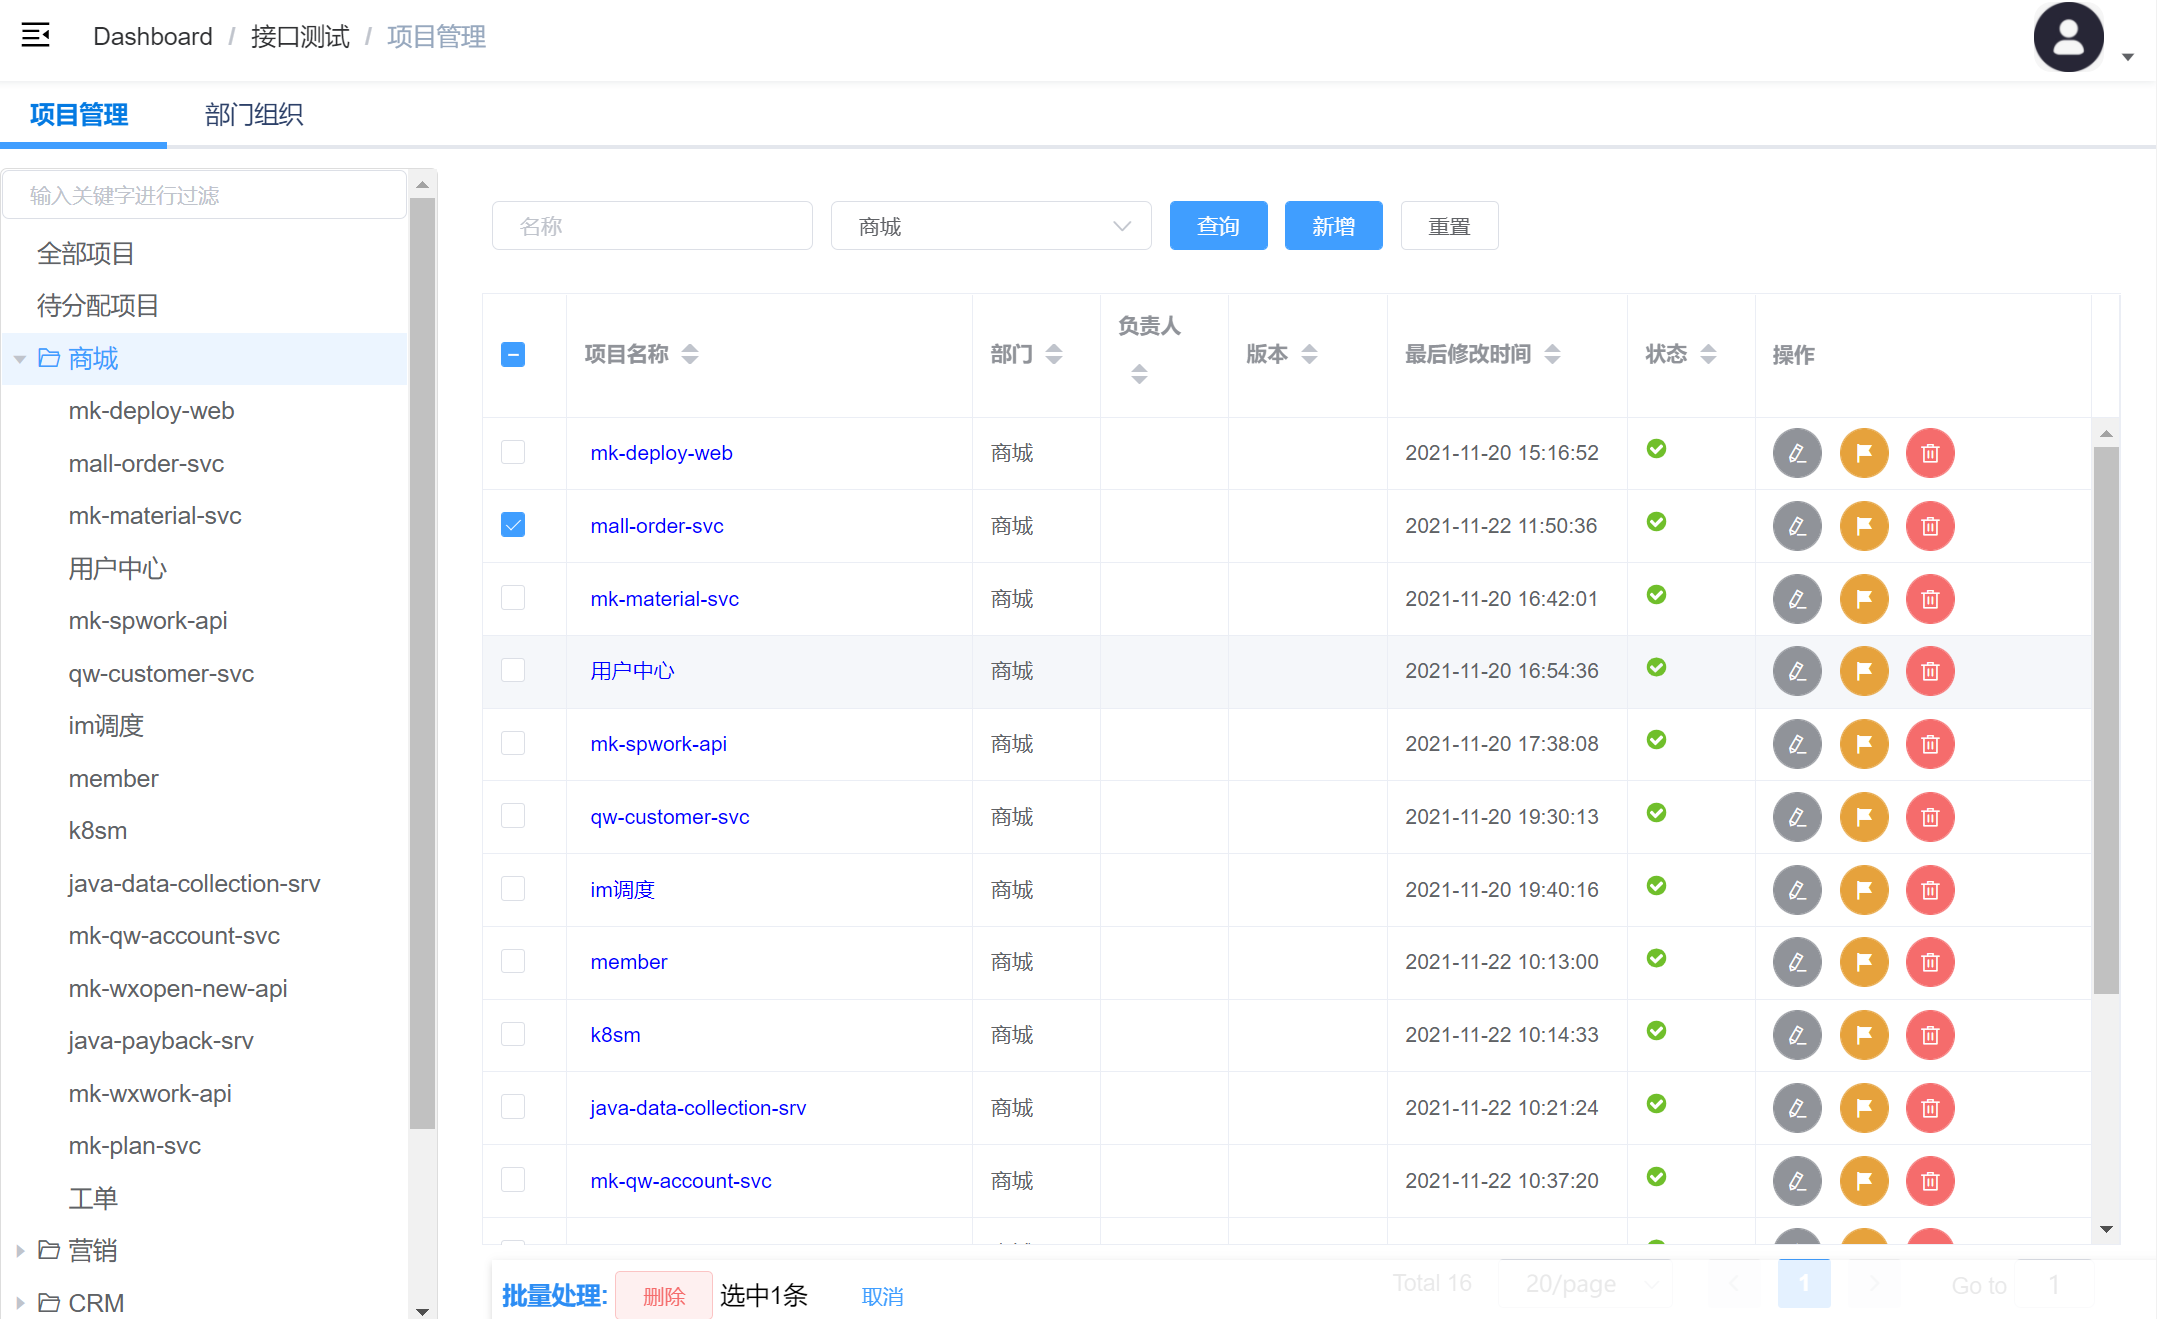 Dashboard / 接口测试 / 项目管理
项目管理 部门组织
输入关键字进行过滤
全部项目
待分配项目
商城
mk-deploy-web
mall-order-svc
mk-material-svc
用户中心
mk-spwork-api
qw-customer-svc
im调度
member
k8sm
java-data-collection-srv
mk-qw-account-svc
mk-wxopen-new-api
java-payback-srv
mk-wxwork-api
mk-plan-svc
工单
营销
CRM
名称 商城 查询 新增 重置
项目名称 部门 负责人 版本 最后修改时间 状态 操作
mk-deploy-web 商城 2021-11-20 15:16:52
mall-order-svc 商城 2021-11-22 11:50:36
mk-material-svc 商城 2021-11-20 16:42:01
用户中心 商城 2021-11-20 16:54:36
mk-spwork-api 商城 2021-11-20 17:38:08
qw-customer-svc 商城 2021-11-20 19:30:13
im调度 商城 2021-11-20 19:40:16
member 商城 2021-11-22 10:13:00
k8sm 商城 2021-11-22 10:14:33
java-data-collection-srv 商城 2021-11-22 10:21:24
mk-qw-account-svc 商城 2021-11-22 10:37:20
批量处理: 删除 选中1条 取消 Total 16 20/page 1 Go to 1